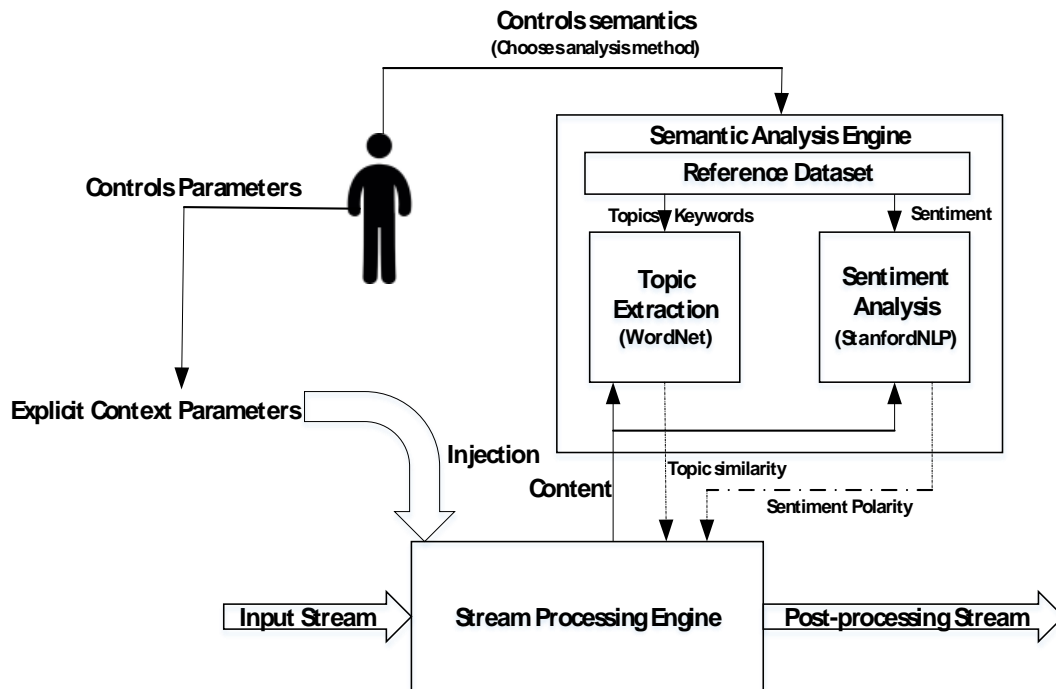 Controls semantics
(Chooses analysis method)
Semantic Analysis Engine
Reference Dataset
Controls Parameters
Topics Keywords
Sentiment
Topic
Extraction
(WordNet)
Sentiment
Analysis
(StanfordNLP)
Explicit Context Parameters
Injection
Content
Topic similarity
Sentiment Polarity
Input Stream
Stream Processing Engine
Post-processing Stream